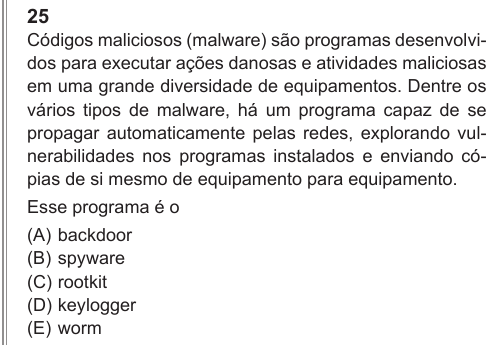 25
Códigos maliciosos (malware) são programas desenvolvi-
dos para executar ações danosas e atividades maliciosas
em uma grande diversidade de equipamentos. Dentre os
vários tipos de malware, há um programa capaz de se
propagar automaticamente pelas redes, explorando vul-
nerabilidades nos programas instalados e enviando có-
pias de si mesmo de equipamento para equipamento.
Esse programa é o
(A) backdoor
(B) spyware
(C) rootkit
(D) keylogger
(E) worm